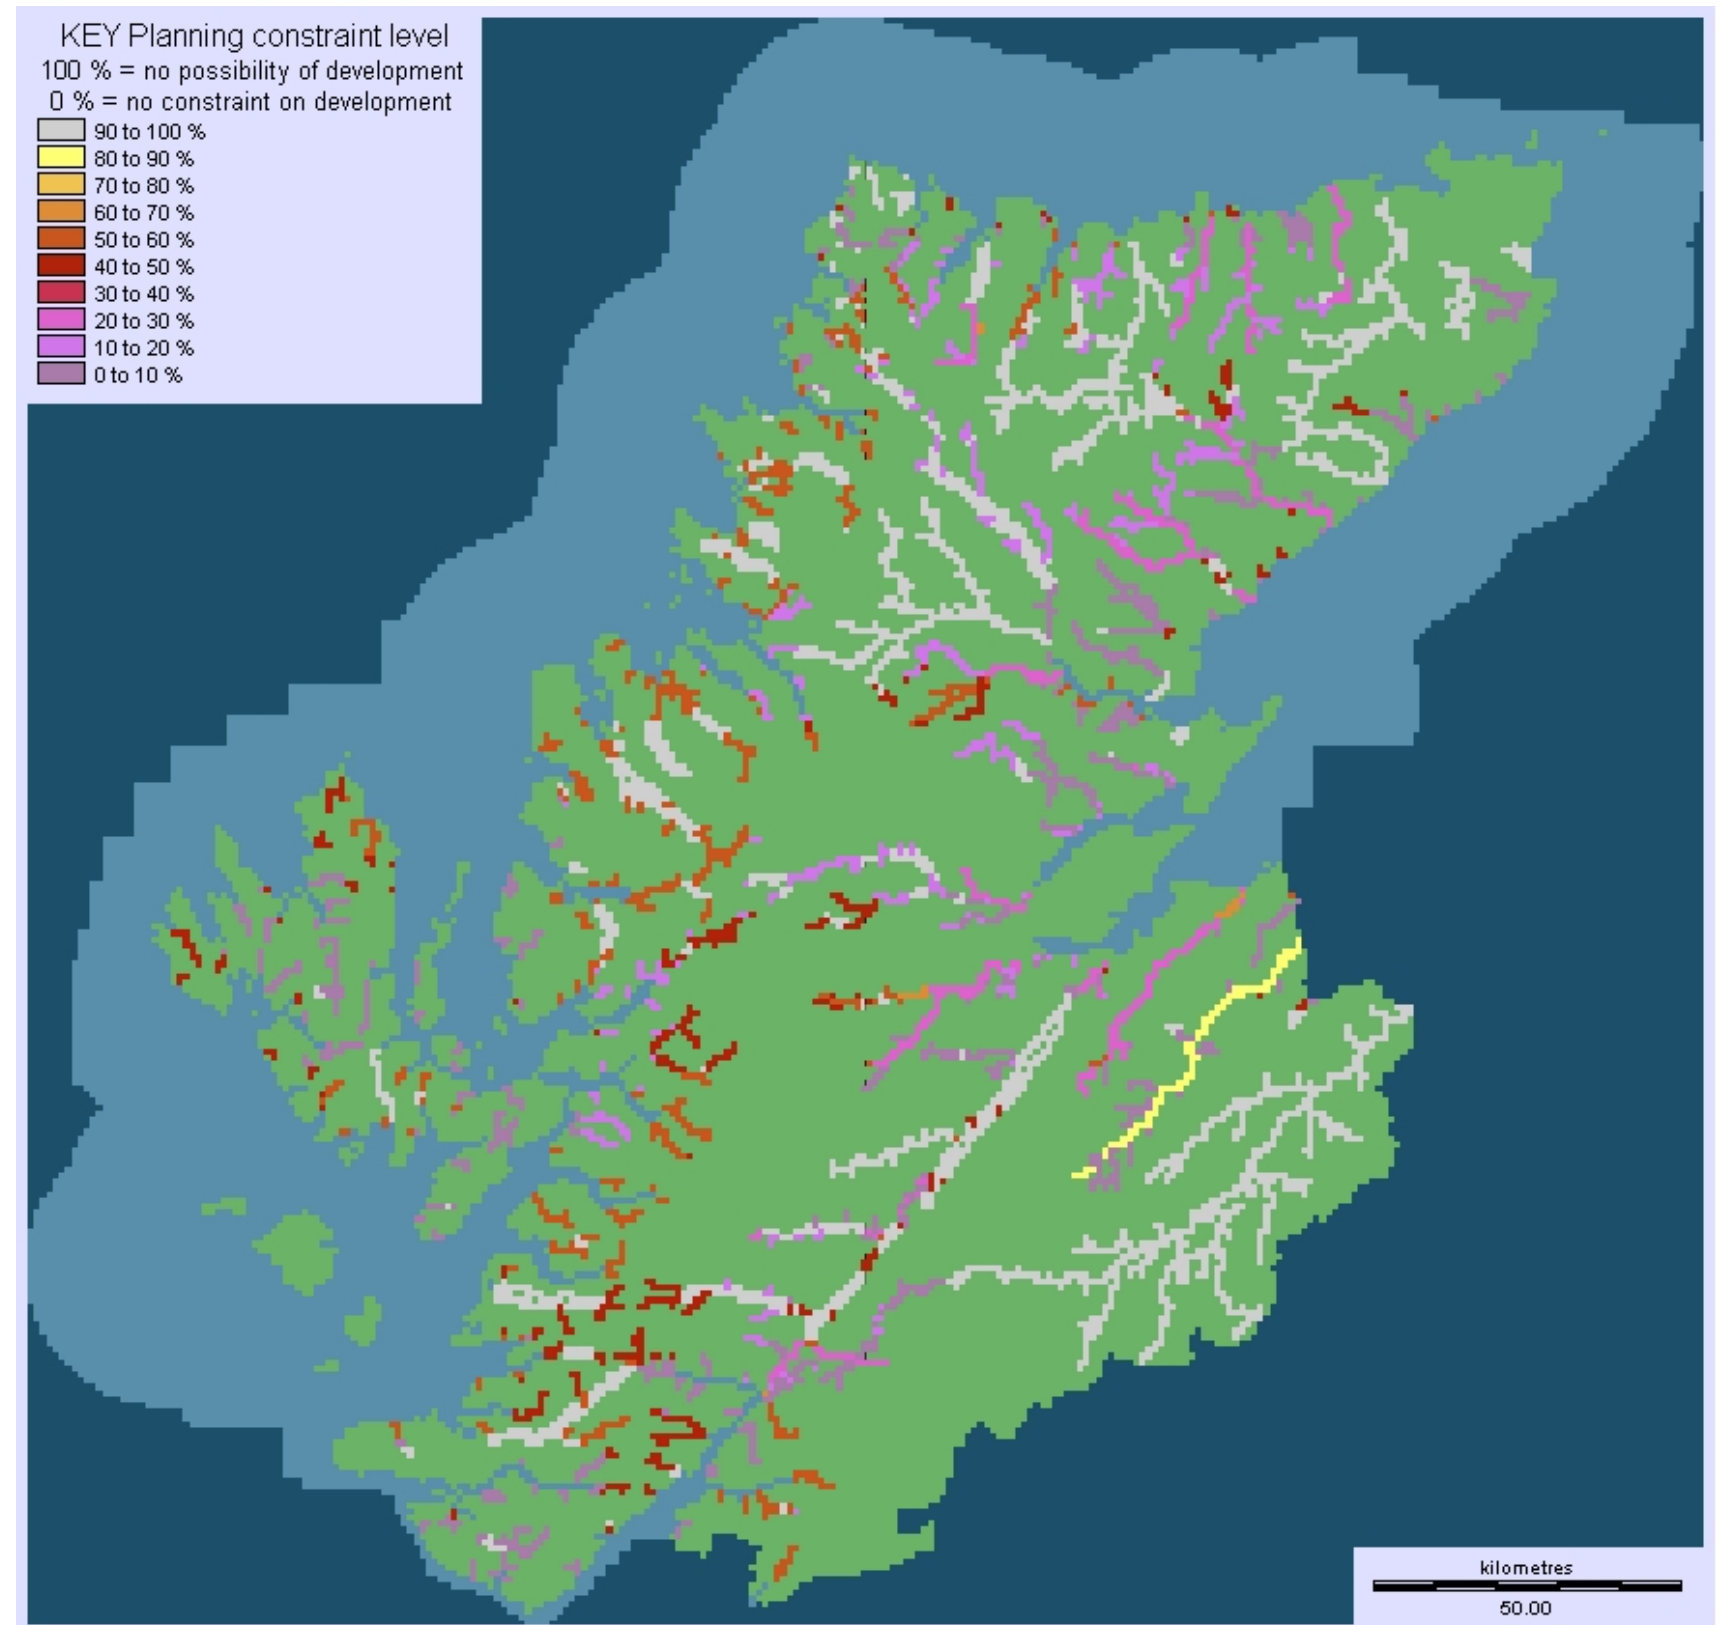 KEY Planning constraint level
100 % = no possibility of development
0 % = no constraint on development
90 to 100 %
80 to 90 %
70 to 80 %
60 to 70 %
50 to 60 %
40 to 50 %
30 to 40 %
20 to 30 %
10 to 20 %
0 to 10 %
kilometres
50.00